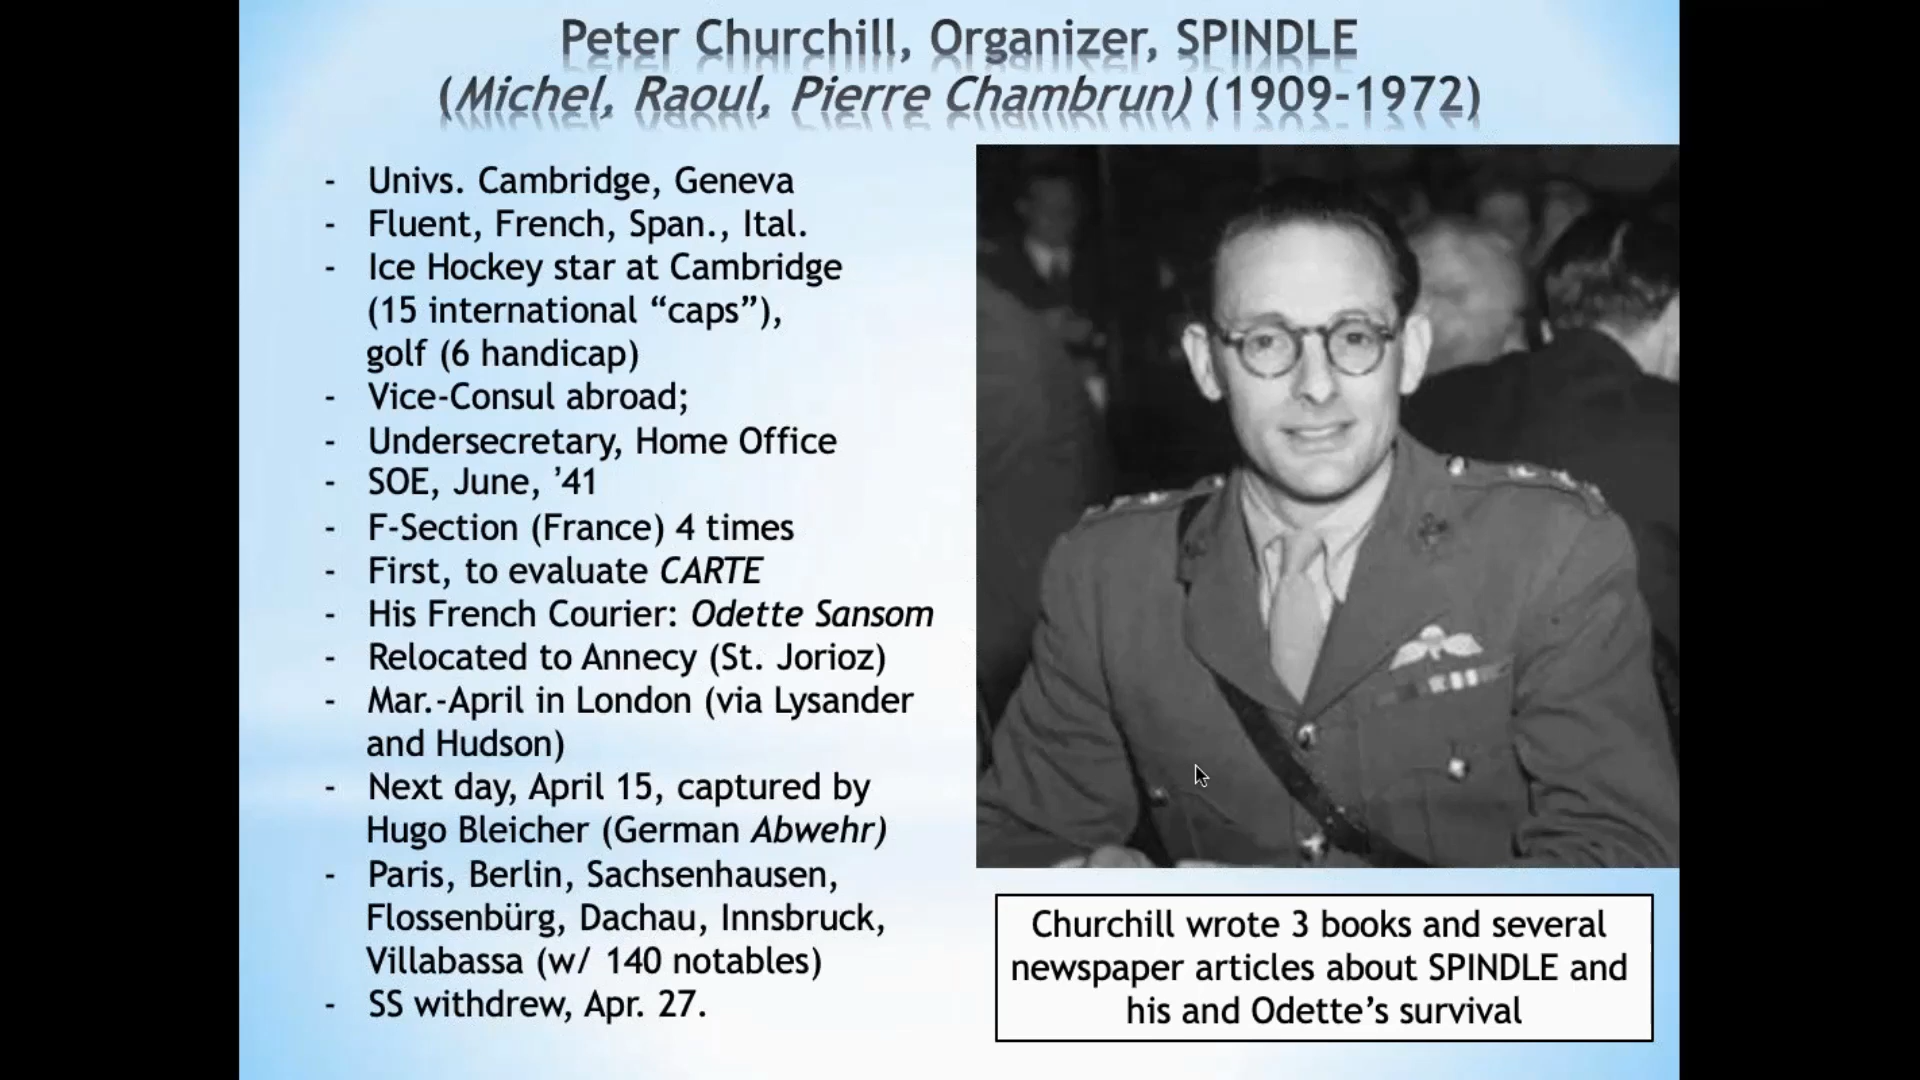 Peter Churchill, Organizer, SPINDLE
(Michel, Raoul, Pierre Chambrun) (1909-1972)
- Univs. Cambridge, Geneva
- Fluent, French, Span., Ital.
- Ice Hockey star at Cambridge
(15 international “caps”),
golf (6 handicap)
- Vice-Consul abroad;
- Undersecretary, Home Office
- SOE, June, ’41
- F-Section (France) 4 times
- First, to evaluate CARTE
- His French Courier: Odette Sansom
- Relocated to Annecy (St. Jorioz)
- Mar.-April in London (via Lysander
and Hudson)
- Next day, April 15, captured by
Hugo Bleicher (German Abwehr)
- Paris, Berlin, Sachsenhausen,
Flossenbürg, Dachau, Innsbruck,
Villabassa (w/ 140 notables)
- SS withdrew, Apr. 27.
Churchill wrote 3 books and several
newspaper articles about SPINDLE and
his and Odette’s survival